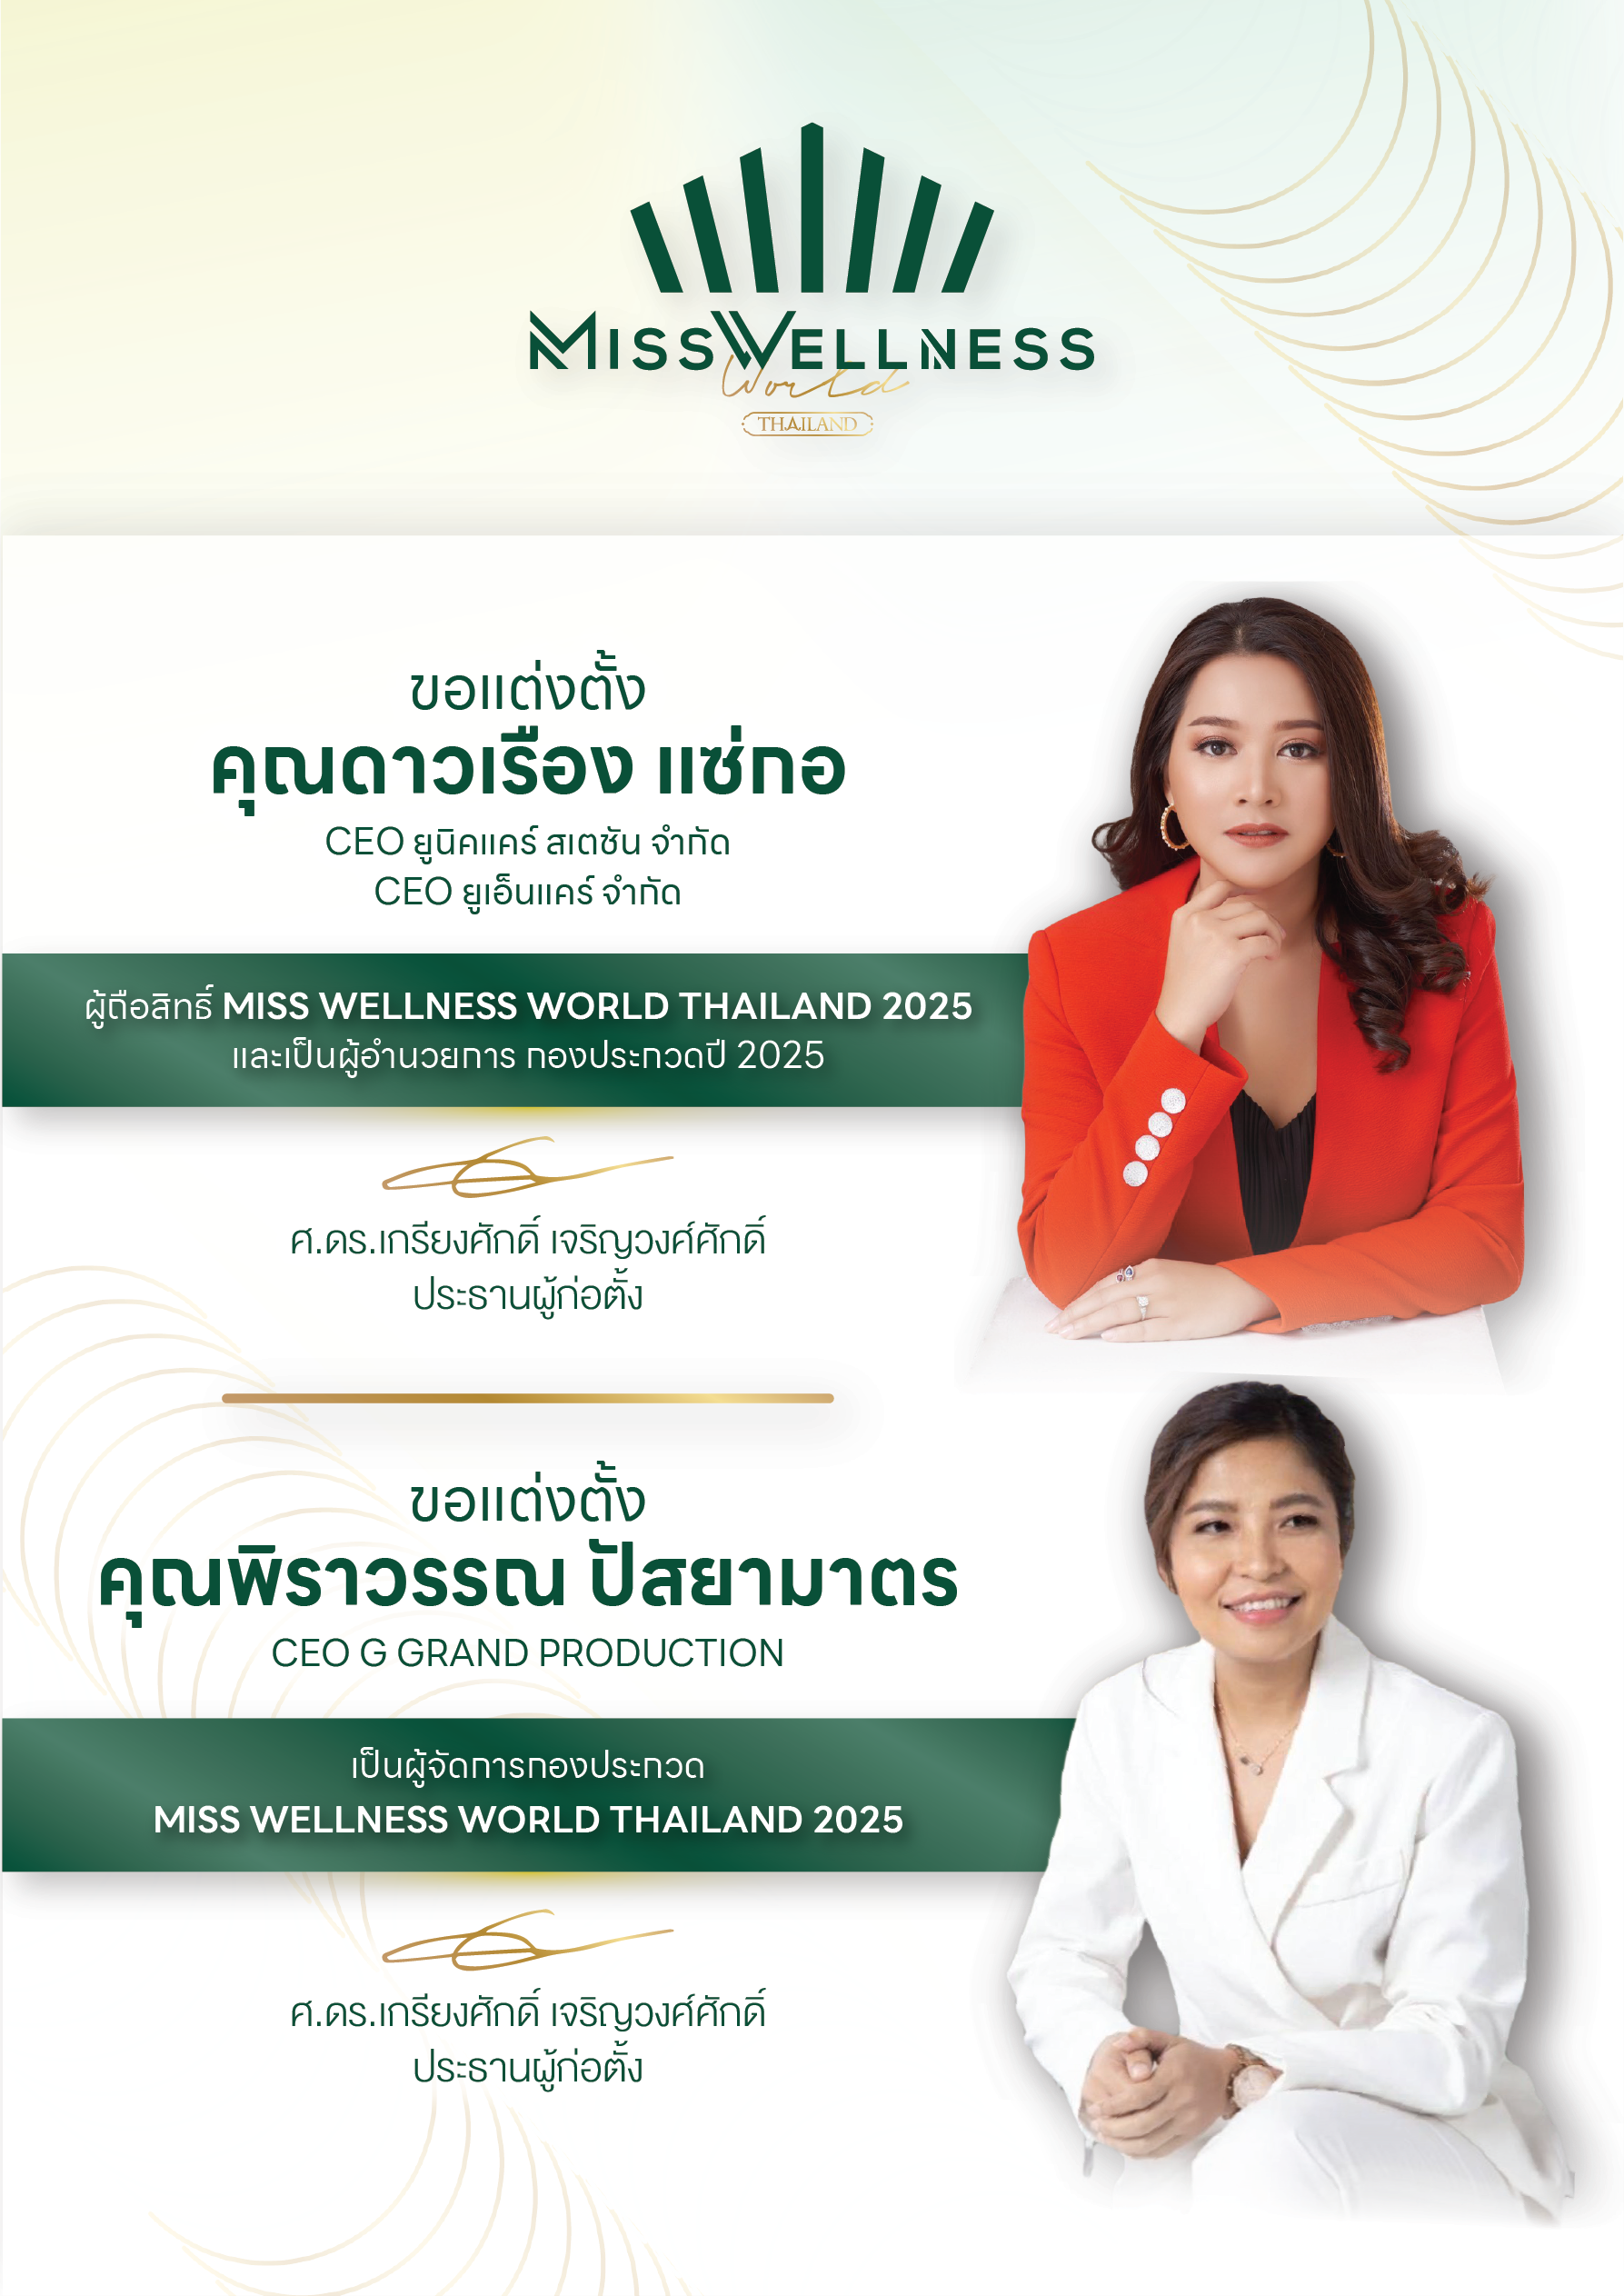 MISSWELLNESS
World
THAILAND
ขอแต่งตั้ง
คุณดาวเรือง แซ่กอ
CEO ยูนิคแคร์ สเตชัน จำกัด
CEO ยูเอ็นแคร์ จำกัด
ผู้ถือสิทธิ์ MISS WELLNESS WORLD THAILAND 2025
และเป็นผู้อำนวยการ กองประกวดปี 2025
ศ.ดร.เกรียงศักดิ์ เจริญวงศ์ศักดิ์
ประธานผู้ก่อตั้ง
ขอแต่งตั้ง
คุณพิราวรรณ ปัสยามาตร
CEO G GRAND PRODUCTION
เป็นผู้จัดการกองประกวด
MISS WELLNESS WORLD THAILAND 2025
ศ.ดร.เกรียงศักดิ์ เจริญวงศ์ศักดิ์
ประธานผู้ก่อตั้ง